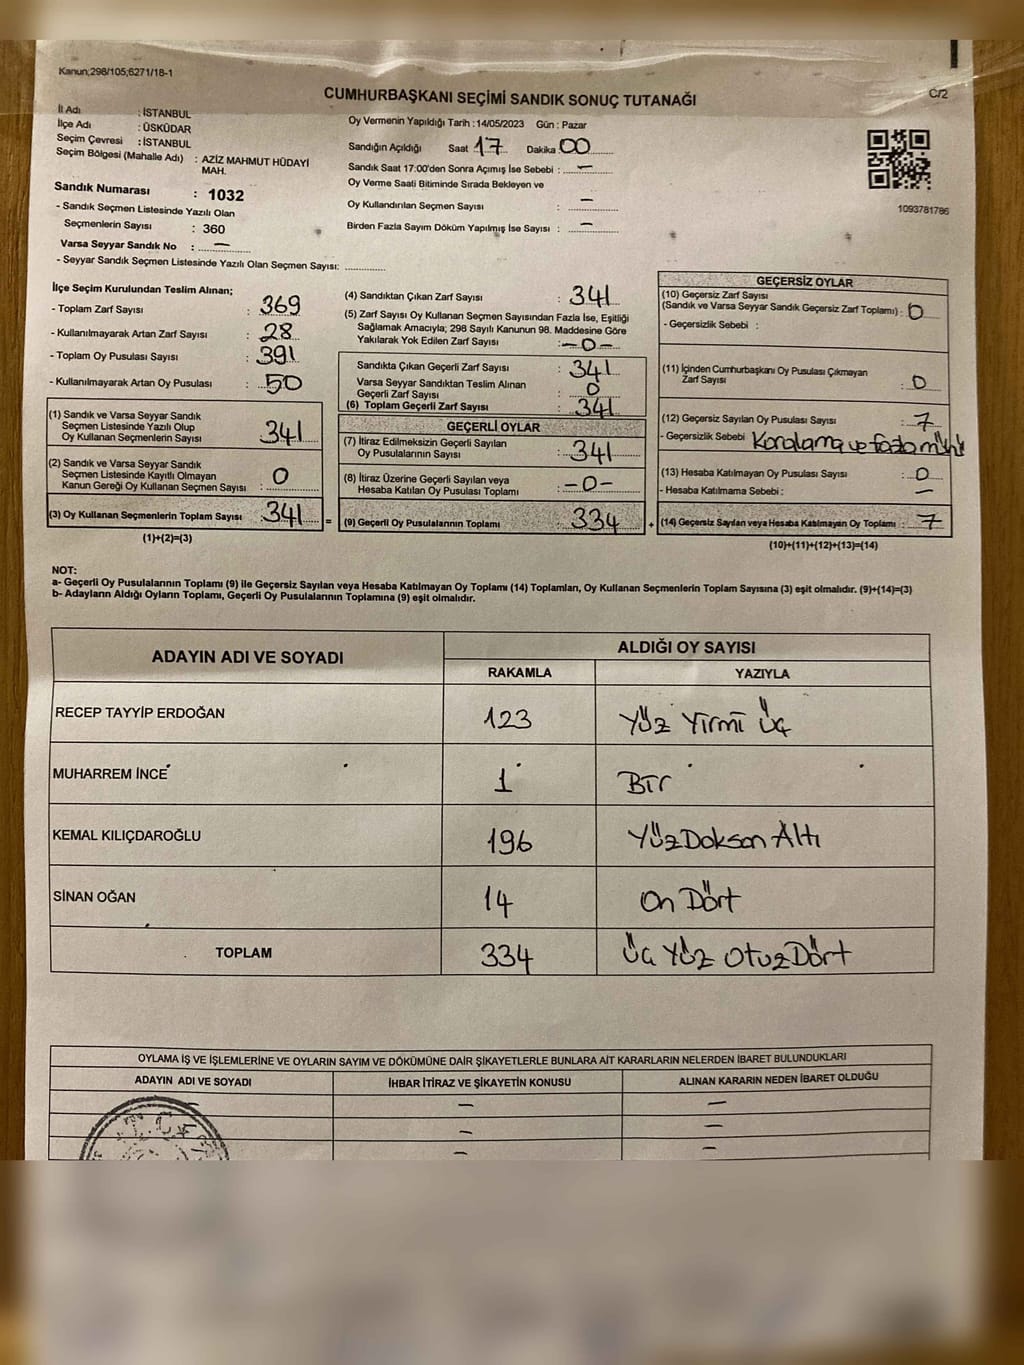 Kanun;298/105;6271/18-1
C/2
CUMHURBAŞKANI SEÇİMİ SANDIK SONUÇ TUTANAĞI
İl Adı : İSTANBUL
İlçe Adı : ÜSKÜDAR
Seçim Çevresi : İSTANBUL
Seçim Bölgesi (Mahalle Adı) : AZİZ MAHMUT HÜDAYİ
MAH.
Sandık Numarası : 1032
- Sandık Seçmen Listesinde Yazılı Olan
Seçmenlerin Sayısı : 360
Varsa Seyyar Sandık No : —
- Seyyar Sandık Seçmen Listesinde Yazılı Olan Seçmen Sayısı: ............
Oy Vermenin Yapıldığı Tarih : 14/05/2023 Gün : Pazar
Sandığın Açıldığı Saat 17 Dakika 00
Sandık Saat 17:00'den Sonra Açımış İse Sebebi : —
Oy Verme Saati Bitiminde Sırada Bekleyen ve
Oy Kullandırılan Seçmen Sayısı : —
Birden Fazla Sayım Döküm Yapılmış İse Sayısı : —
1093781786
İlçe Seçim Kurulundan Teslim Alınan;
- Toplam Zarf Sayısı : 369
- Kullanılmayarak Artan Zarf Sayısı : 28
- Toplam Oy Pusulası Sayısı : 391
- Kullanılmayarak Artan Oy Pusulası : 50
(1) Sandık ve Varsa Seyyar Sandık
Seçmen Listesinde Yazılı Olup
Oy Kullanan Seçmenlerin Sayısı : 341
(2) Sandık ve Varsa Seyyar Sandık
Seçmen Listesinde Kayıtlı Olmayan
Kanun Gereği Oy Kullanan Seçmen Sayısı : 0
(3) Oy Kullanan Seçmenlerin Toplam Sayısı : 341 =
(1)+(2)=(3)
(4) Sandıktan Çıkan Zarf Sayısı : 341
(5) Zarf Sayısı Oy Kullanan Seçmen Sayısından Fazla İse, Eşitliği
Sağlamak Amacıyla; 298 Sayılı Kanunun 98. Maddesine Göre
Yakılarak Yok Edilen Zarf Sayısı : —0—
Sandıkta Çıkan Geçerli Zarf Sayısı : 341
Varsa Seyyar Sandıktan Teslim Alınan
Geçerli Zarf Sayısı : 0
(6) Toplam Geçerli Zarf Sayısı : 341
GEÇERLİ OYLAR
(7) İtiraz Edilmeksizin Geçerli Sayılan
Oy Pusulalarının Sayısı : 341
(8) İtiraz Üzerine Geçerli Sayılan veya
Hesaba Katılan Oy Pusulası Toplamı : —0—
(9) Geçerli Oy Pusulalarının Toplamı : 334 +
GEÇERSİZ OYLAR
(10) Geçersiz Zarf Sayısı
(Sandık ve Varsa Seyyar Sandık Geçersiz Zarf Toplamı) : 0
- Geçersizlik Sebebi :
(11) İçinden Cumhurbaşkanı Oy Pusulası Çıkmayan
Zarf Sayısı : 0
(12) Geçersiz Sayılan Oy Pusulası Sayısı : 7
- Geçersizlik Sebebi Karalama ve fazla mühür
(13) Hesaba Katılmayan Oy Pusulası Sayısı : 0
- Hesaba Katılmama Sebebi : —
(14) Geçersiz Sayılan veya Hesaba Katılmayan Oy Toplamı : 7
(10)+(11)+(12)+(13)=(14)
NOT:
a- Geçerli Oy Pusulalarının Toplamı (9) ile Geçersiz Sayılan veya Hesaba Katılmayan Oy Toplamı (14) Toplamları, Oy Kullanan Seçmenlerin Toplam Sayısına (3) eşit olmalıdır. (9)+(14)=(3)
b- Adayların Aldığı Oyların Toplamı, Geçerli Oy Pusulalarının Toplamına (9) eşit olmalıdır.
ADAYIN ADI VE SOYADI
ALDIĞI OY SAYISI
RAKAMLA YAZIYLA
RECEP TAYYİP ERDOĞAN 123 Yüz Yirmi Üç
MUHARREM İNCE 1 Bir
KEMAL KILIÇDAROĞLU 196 YüzDoksan Altı
SİNAN OĞAN 14 On Dört
TOPLAM 334 Üç Yüz OtuzDört
OYLAMA İŞ VE İŞLEMLERİNE VE OYLARIN SAYIM VE DÖKÜMÜNE DAİR ŞİKAYETLERLE BUNLARA AİT KARARLARIN NELERDEN İBARET BULUNDUKLARI
ADAYIN ADI VE SOYADI İHBAR İTİRAZ VE ŞİKAYETİN KONUSU ALINAN KARARIN NEDEN İBARET OLDUĞU
— — —
— —
— —
T.C.